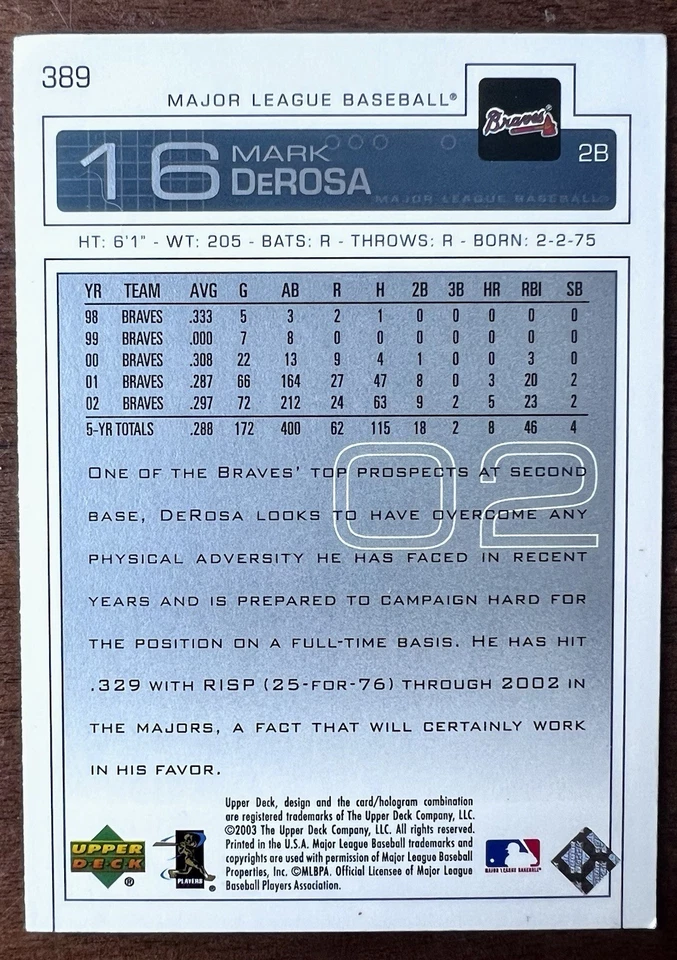 389
MAJOR LEAGUE BASEBALL®
Braves
16 MARK
DeROSA
2B
MAJOR LEAGUE BASEBALL
HT: 6'1" - WT: 205 - BATS: R - THROWS: R - BORN: 2-2-75
YR TEAM AVG G AB R H 2B 3B HR RBI SB
98 BRAVES .333 5 3 2 1 0 0 0 0 0
99 BRAVES .000 7 8 0 0 0 0 0 0 0
00 BRAVES .308 22 13 9 4 1 0 0 3 0
01 BRAVES .287 66 164 27 47 8 0 3 20 2
02 BRAVES .297 72 212 24 63 9 2 5 23 2
5-YR TOTALS .288 172 400 62 115 18 2 8 46 4
02
ONE OF THE BRAVES' TOP PROSPECTS AT SECOND
BASE, DEROSA LOOKS TO HAVE OVERCOME ANY
PHYSICAL ADVERSITY HE HAS FACED IN RECENT
YEARS AND IS PREPARED TO CAMPAIGN HARD FOR
THE POSITION ON A FULL-TIME BASIS. HE HAS HIT
.329 WITH RISP (25-FOR-76) THROUGH 2002 IN
THE MAJORS, A FACT THAT WILL CERTAINLY WORK
IN HIS FAVOR.
Upper Deck, design and the card/hologram combination
are registered trademarks of The Upper Deck Company, LLC.
©2003 The Upper Deck Company, LLC. All rights reserved.
Printed in the U.S.A. Major League Baseball trademarks and
copyrights are used with permission of Major League Baseball
Properties, Inc. ©MLBPA. Official Licensee of Major League
Baseball Players Association.
UPPER
DECK
®
PLAYERS
®
MAJOR LEAGUE BASEBALL